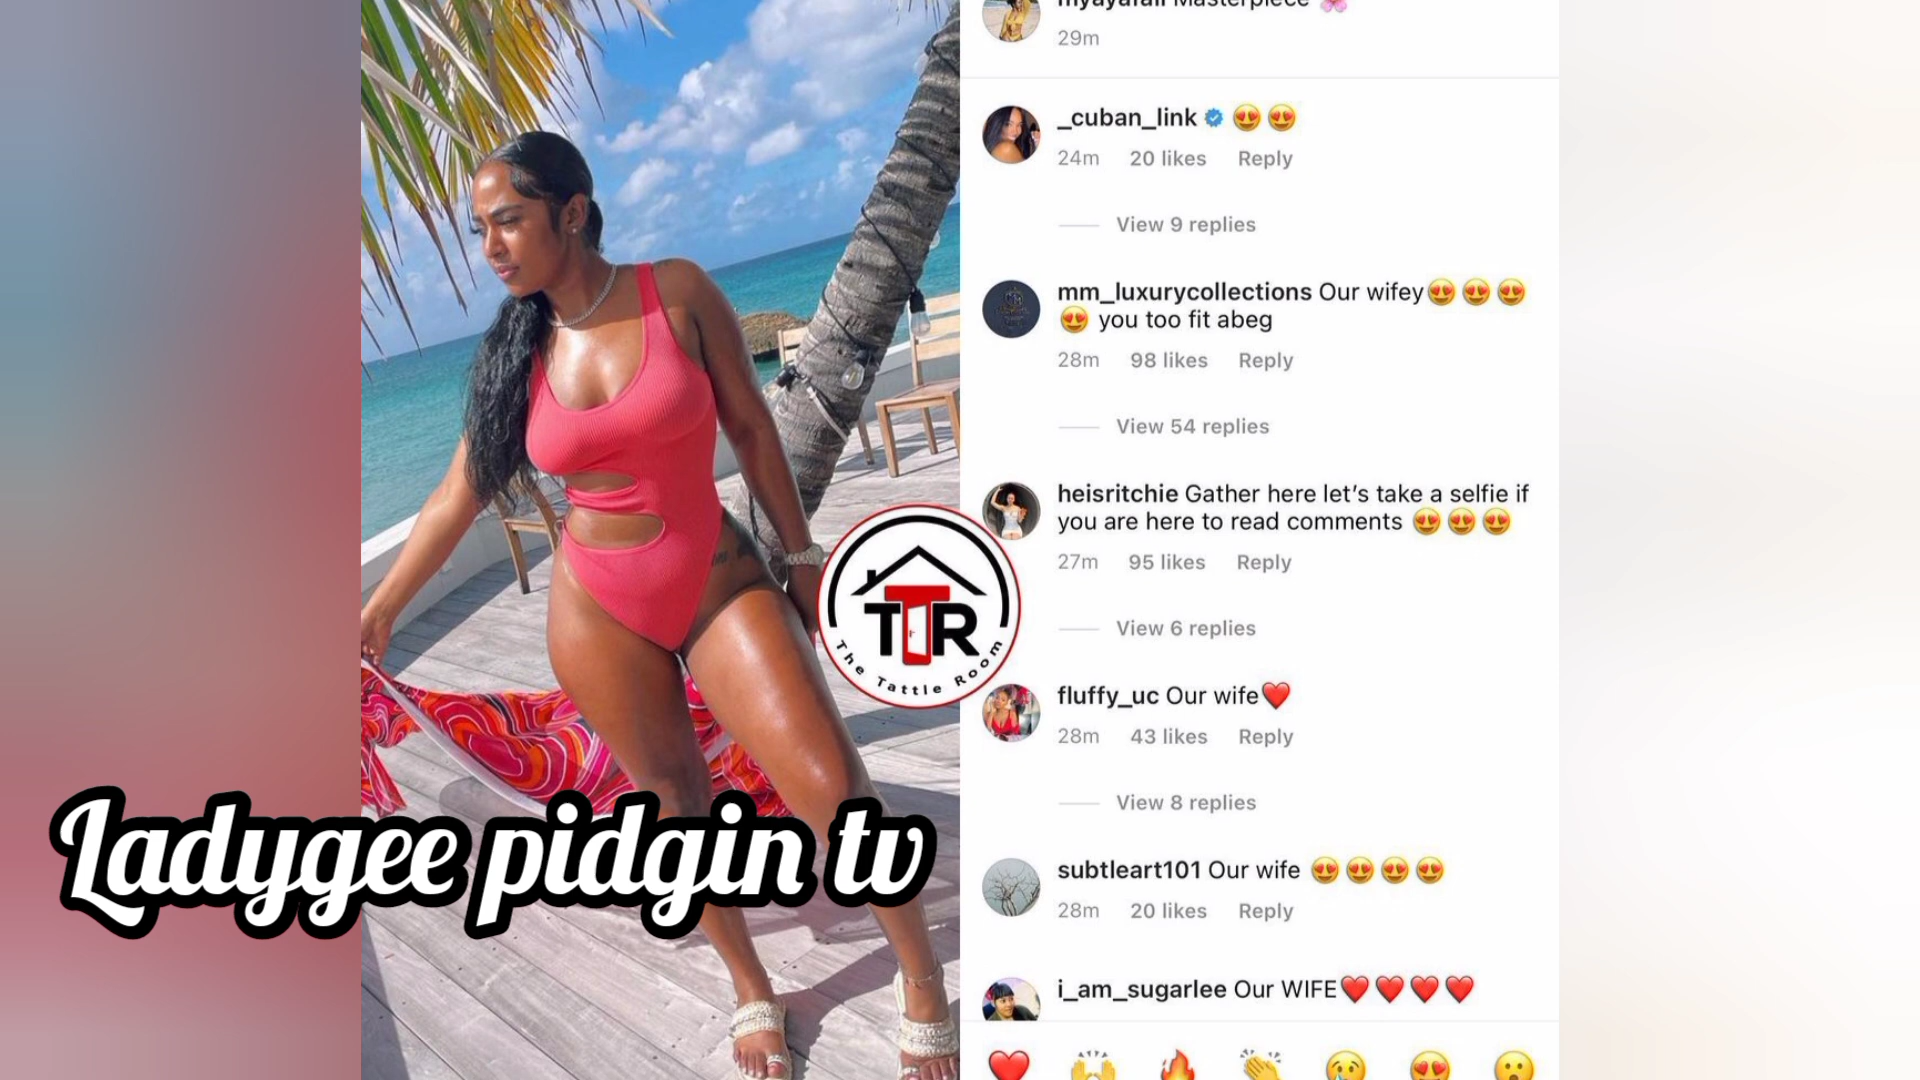 myayafall Masterpiece 🌸
29m
_cuban_link 😍 😍
24m 20 likes Reply
View 9 replies
mm_luxurycollections Our wifey😍 😍 😍
😍 you too fit abeg
28m 98 likes Reply
View 54 replies
heisritchie Gather here let’s take a selfie if
you are here to read comments 😍 😍 😍
27m 95 likes Reply
View 6 replies
fluffy_uc Our wife❤️
28m 43 likes Reply
View 8 replies
subtleart101 Our wife 😍 😍 😍 😍
28m 20 likes Reply
i_am_sugarlee Our WIFE❤️ ❤️ ❤️ ❤️
TTR
The Tattle Room
Ladygee pidgin tv